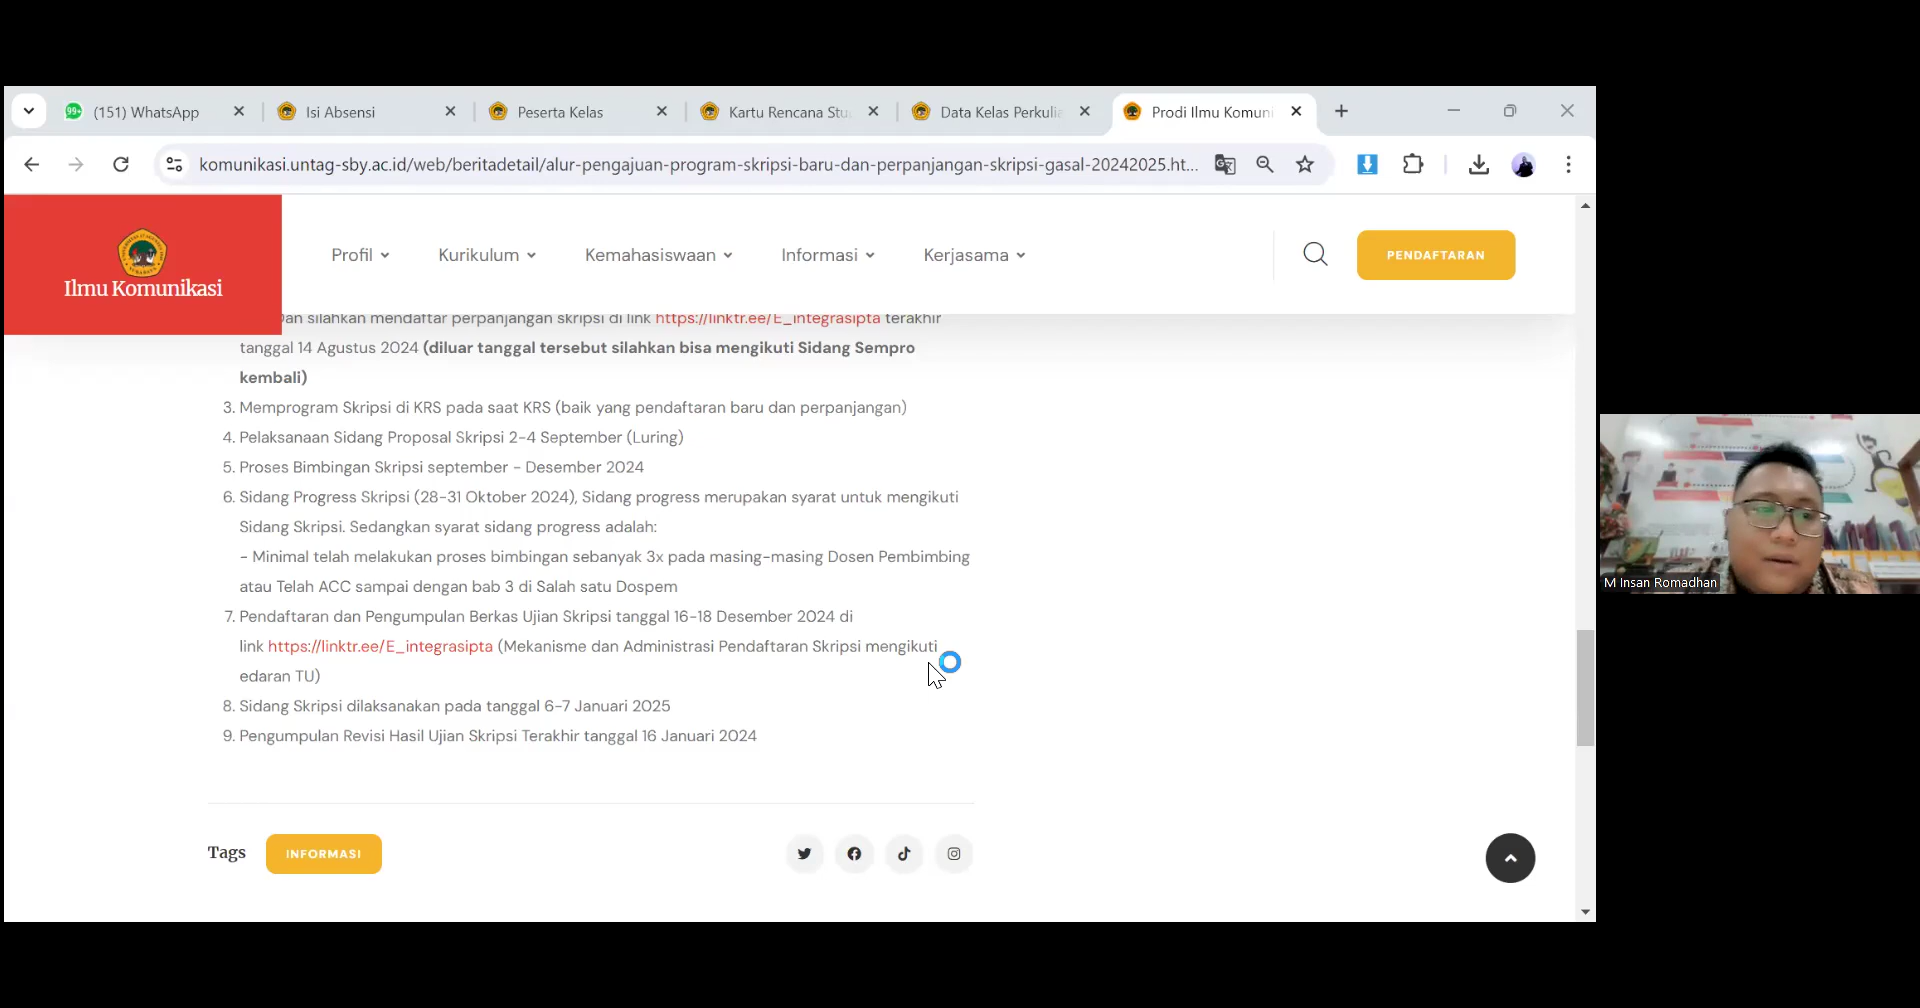 (151) WhatsApp
Isi Absensi
Peserta Kelas
Kartu Rencana Stu
Data Kelas Perkulia
Prodi Ilmu Komuni
komunikasi.untag-sby.ac.id/web/beritadetail/alur-pengajuan-program-skripsi-baru-dan-perpanjangan-skripsi-gasal-20242025.ht...
Ilmu Komunikasi
Profil
Kurikulum
Kemahasiswaan
Informasi
Kerjasama
PENDAFTARAN
silahkan mendaftar perpanjangan skripsi di link https://linktr.ee/E_integrasipta terakhir
tanggal 14 Agustus 2024 (diluar tanggal tersebut silahkan bisa mengikuti Sidang Sempro
kembali)
3. Memprogram Skripsi di KRS pada saat KRS (baik yang pendaftaran baru dan perpanjangan)
4. Pelaksanaan Sidang Proposal Skripsi 2-4 September (Luring)
5. Proses Bimbingan Skripsi september - Desember 2024
6. Sidang Progress Skripsi (28-31 Oktober 2024), Sidang progress merupakan syarat untuk mengikuti
Sidang Skripsi. Sedangkan syarat sidang progress adalah:
- Minimal telah melakukan proses bimbingan sebanyak 3x pada masing-masing Dosen Pembimbing
atau Telah ACC sampai dengan bab 3 di Salah satu Dospem
7. Pendaftaran dan Pengumpulan Berkas Ujian Skripsi tanggal 16-18 Desember 2024 di
link https://linktr.ee/E_integrasipta (Mekanisme dan Administrasi Pendaftaran Skripsi mengikuti
edaran TU)
8. Sidang Skripsi dilaksanakan pada tanggal 6-7 Januari 2025
9. Pengumpulan Revisi Hasil Ujian Skripsi Terakhir tanggal 16 Januari 2024
Tags
INFORMASI
M Insan Romadhan